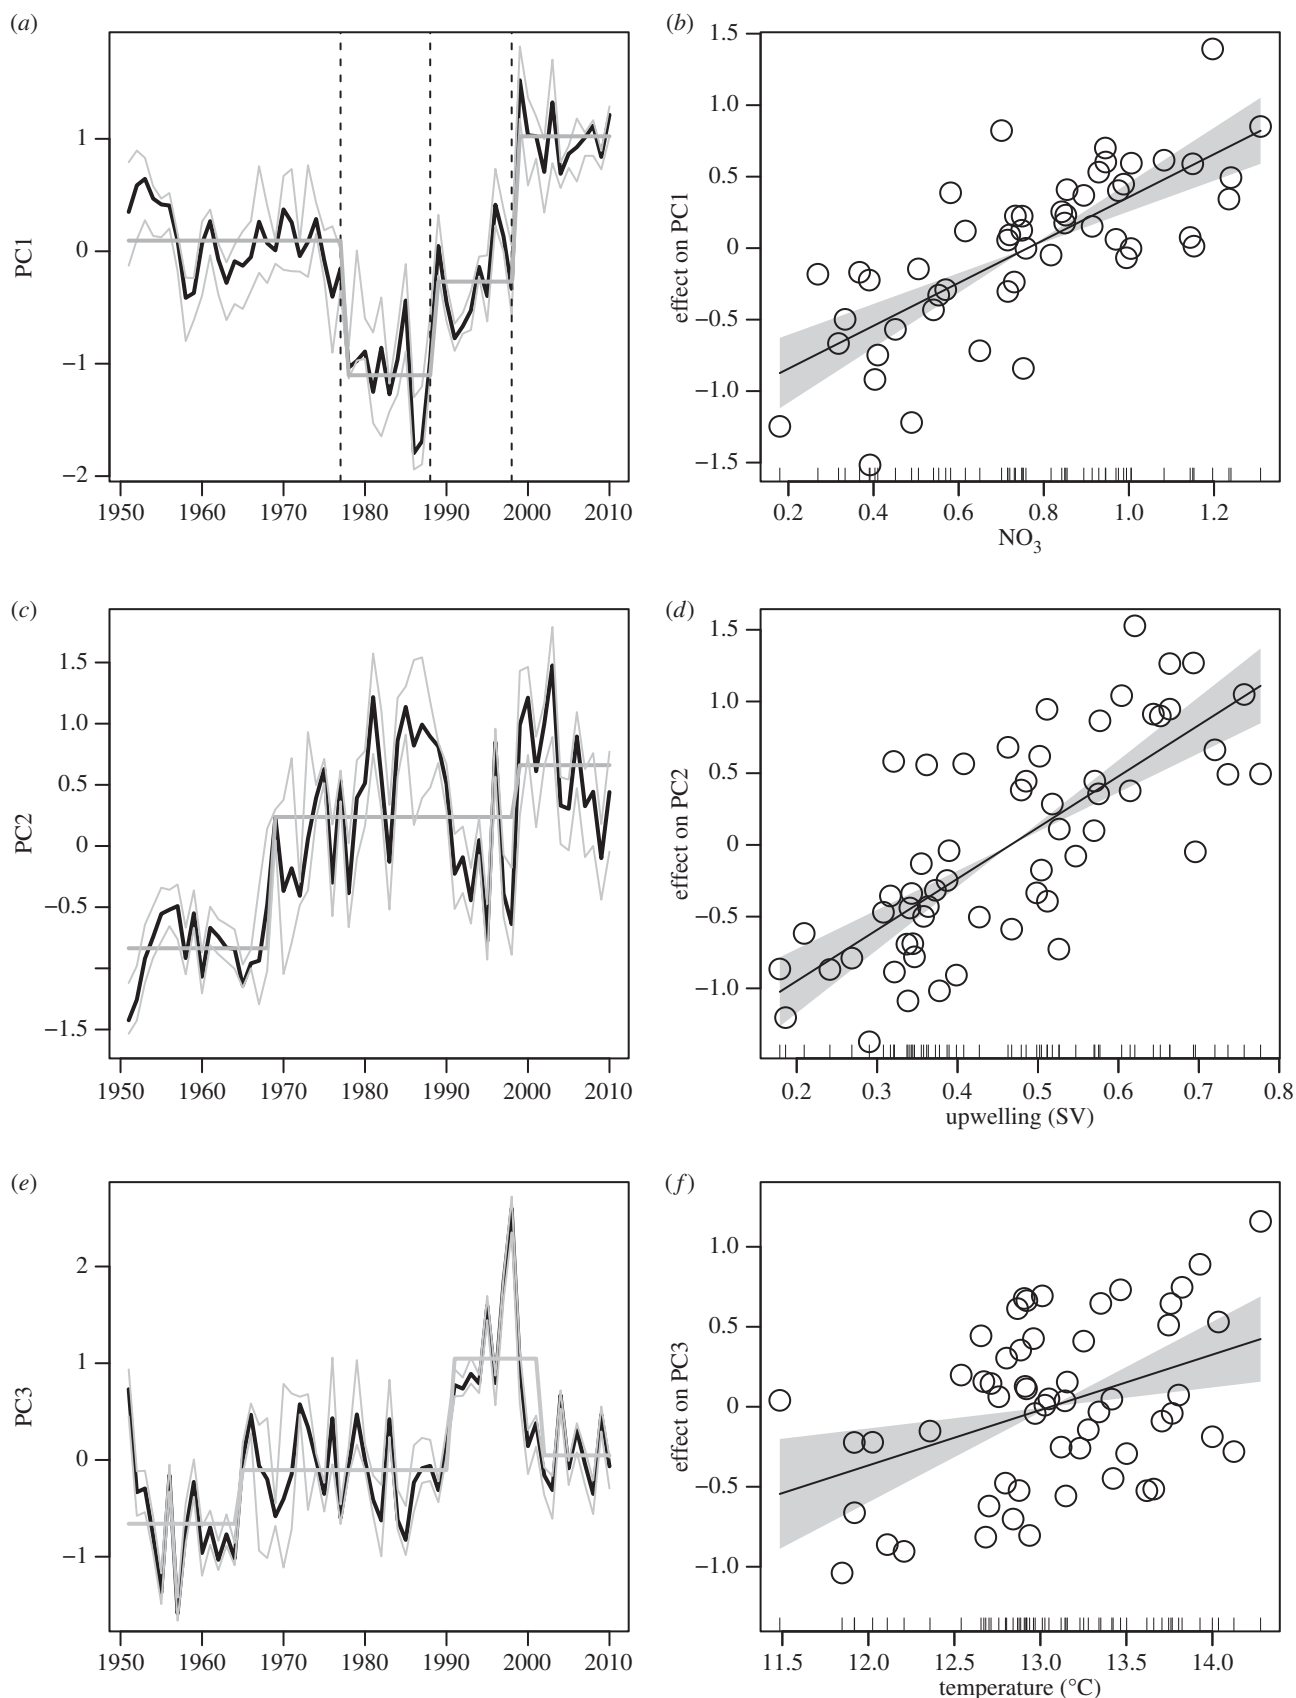 (a)
PC1
1
0
−1
−2
1950 1960 1970 1980 1990 2000 2010
(b)
effect on PC1
1.5
1.0
0.5
0
−0.5
−1.0
−1.5
0.2 0.4 0.6 0.8 1.0 1.2
NO3
(c)
PC2
1.5
1.0
0.5
0
−0.5
−1.5
1950 1960 1970 1980 1990 2000 2010
(d)
effect on PC2
1.5
1.0
0.5
0
−0.5
−1.0
0.2 0.3 0.4 0.5 0.6 0.7 0.8
upwelling (SV)
(e)
PC3
2
1
0
−1
1950 1960 1970 1980 1990 2000 2010
(f)
effect on PC3
1.0
0.5
0
−0.5
−1.0
11.5 12.0 12.5 13.0 13.5 14.0
temperature (°C)